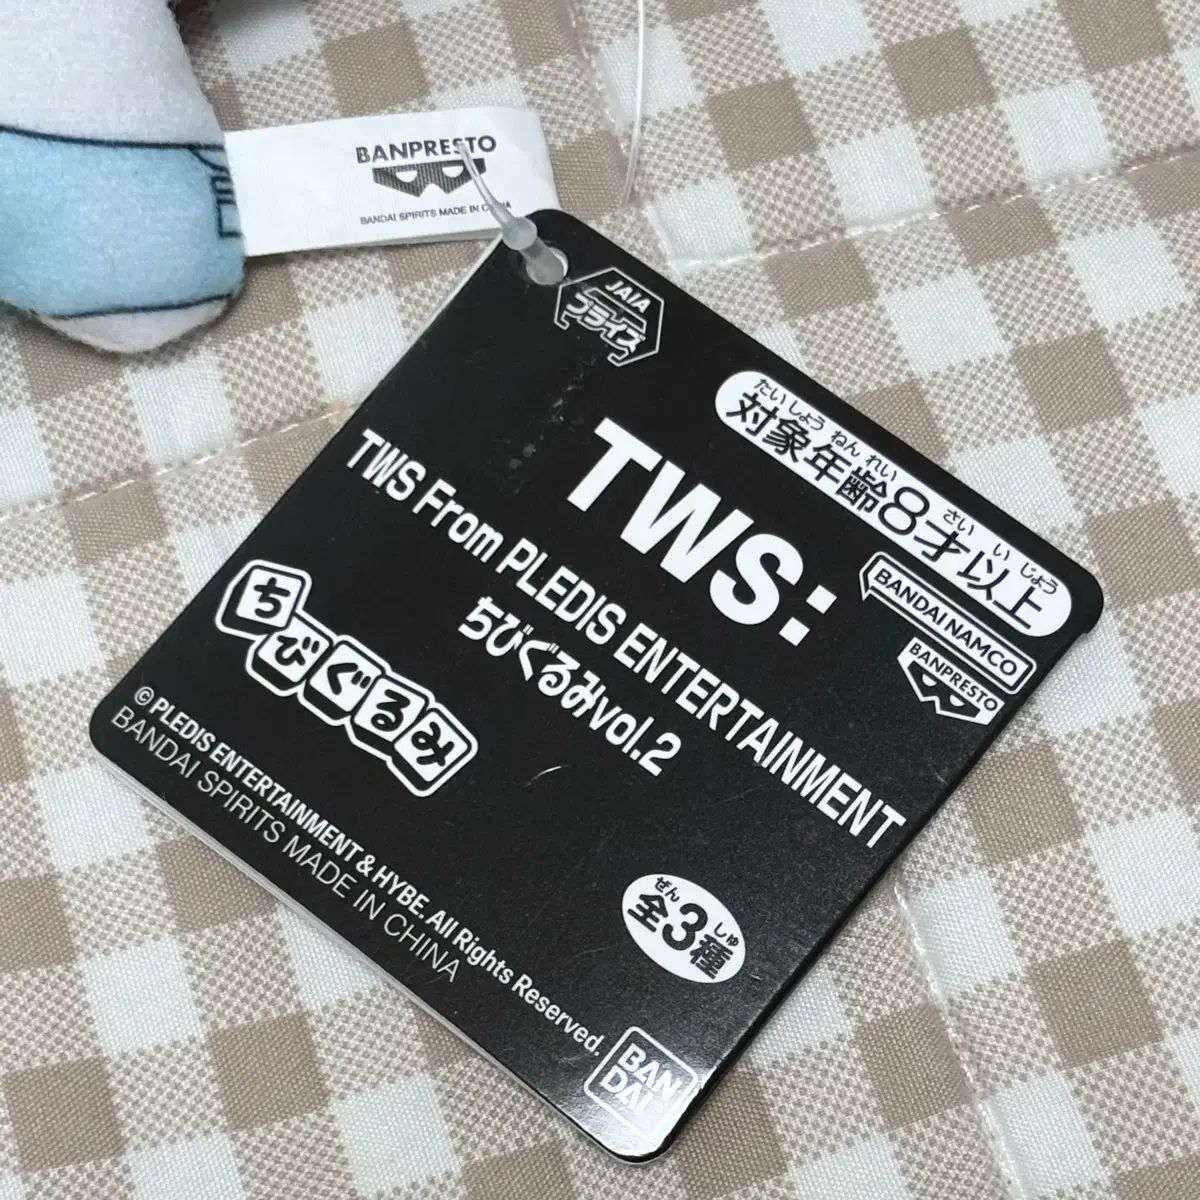 BANPRESTO
BANDAI SPIRITS MADE IN CHINA
JAIA
プライズ
たいしょう ねんれい さい いじょう
対象年齢8才以上
TWS:
TWS From PLEDIS ENTERTAINMENT
ちびぐるみvol.2
BANDAI NAMCO
BANPRESTO
ちびぐるみ
ぜん しゅ
全3種
© PLEDIS ENTERTAINMENT & HYBE. All Rights Reserved.
BANDAI SPIRITS MADE IN CHINA
BAN
DAI